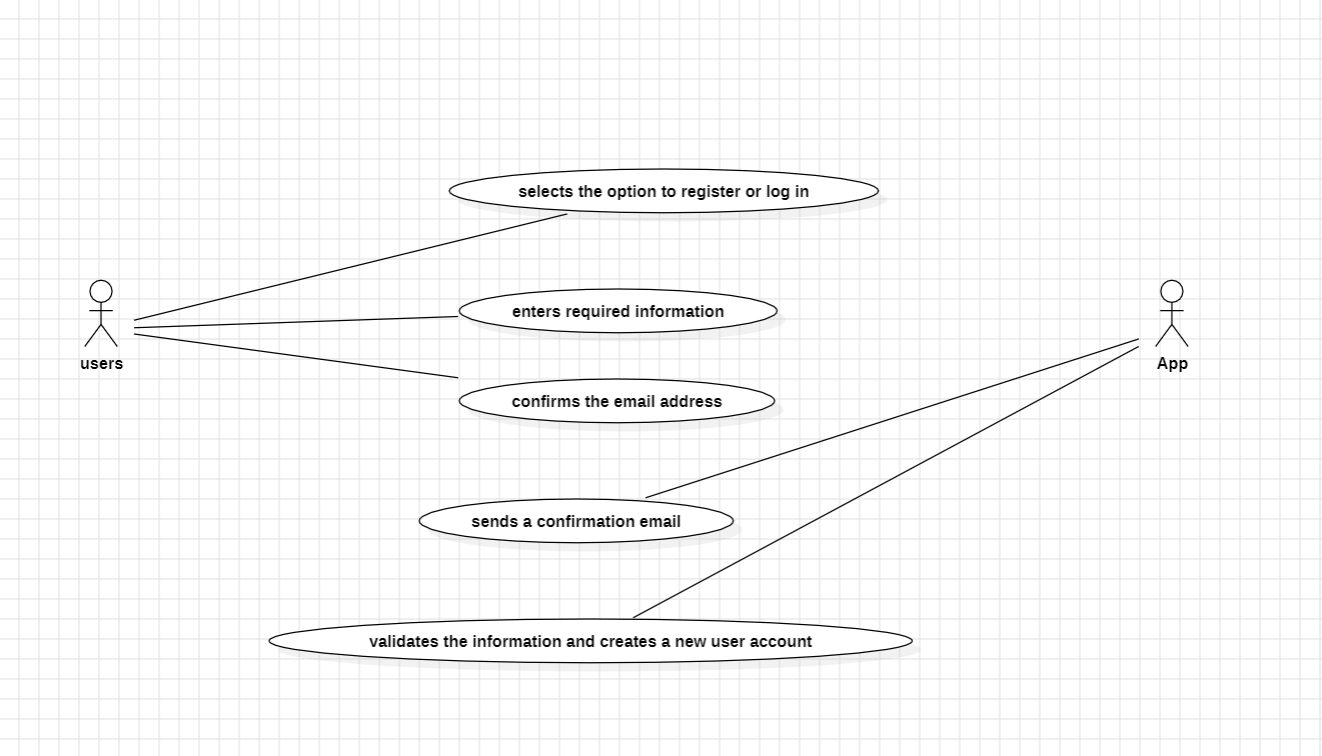 selects the option to register or log in
enters required information
users
App
confirms the email address
sends a confirmation email
validates the information and creates a new user account